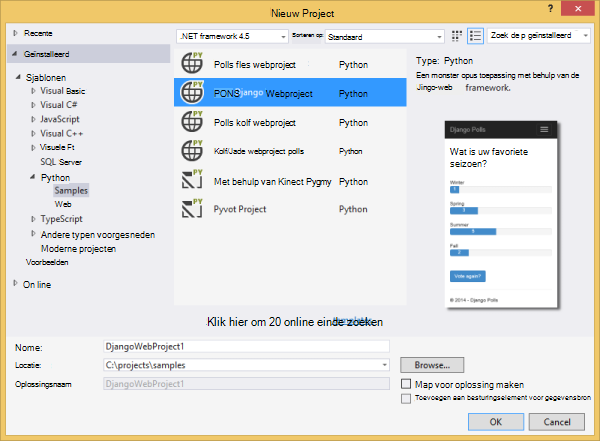 Nieuw Project
?
Recente
.NET framework 4.5
Sorteren op
Standaard
Zoek de p geïnstalleerd
Geïnstalleerd
Sjablonen
Visual Basic
Visual C#
JavaScript
Visual C++
Visuele F#
SQL Server
Python
Samples
Web
TypeScript
Andere typen voorgesneden
Moderne projecten
Voorbeelden
On line
Polls fles webproject Python
PONS Django Webproject Python
Polls kolf webproject Python
Kolf/Jade webproject polls Python
Met behulp van Kinect Pygmy Python
Pyvot Project Python
Klik hier om 20 online einde zoeken
Type: Python
Een monster opus toepassing met behulp van de
Jingo-web framework.
Django Polls
Wat is uw favoriete
seizoen?
Winter
Spring
Summer
Fall
Vote again?
© 2014 - Django Polls
Nome:
DjangoWebProject1
Locatie:
C:\projects\samples
Browse...
Oplossingsnaam
DjangoWebProject1
Map voor oplossing maken
Toevoegen aan besturingselement voor gegevensbron
OK
Cancel